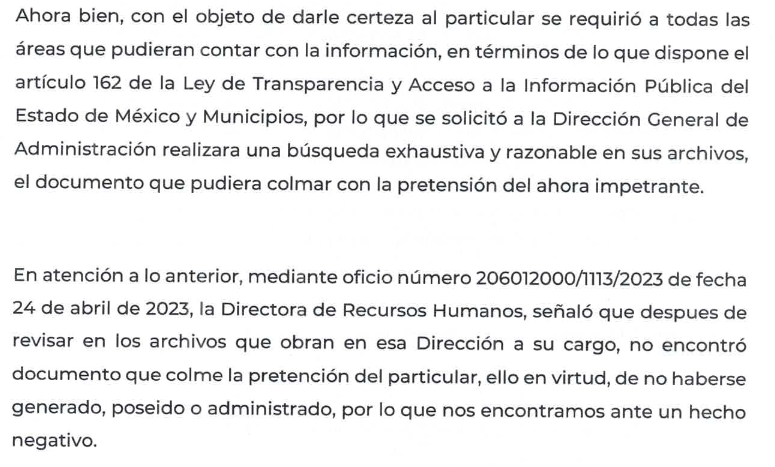 Ahora bien, con el objeto de darle certeza al particular se requirió a todas las
áreas que pudieran contar con la información, en términos de lo que dispone el
artículo 162 de la Ley de Transparencia y Acceso a la Información Pública del
Estado de México y Municipios, por lo que se solicitó a la Dirección General de
Administración realizara una búsqueda exhaustiva y razonable en sus archivos,
el documento que pudiera colmar con la pretensión del ahora impetrante.
En atención a lo anterior, mediante oficio número 206012000/1113/2023 de fecha
24 de abril de 2023, la Directora de Recursos Humanos, señaló que despues de
revisar en los archivos que obran en esa Dirección a su cargo, no encontró
documento que colme la pretención del particular, ello en virtud, de no haberse
generado, poseido o administrado, por lo que nos encontramos ante un hecho
negativo.